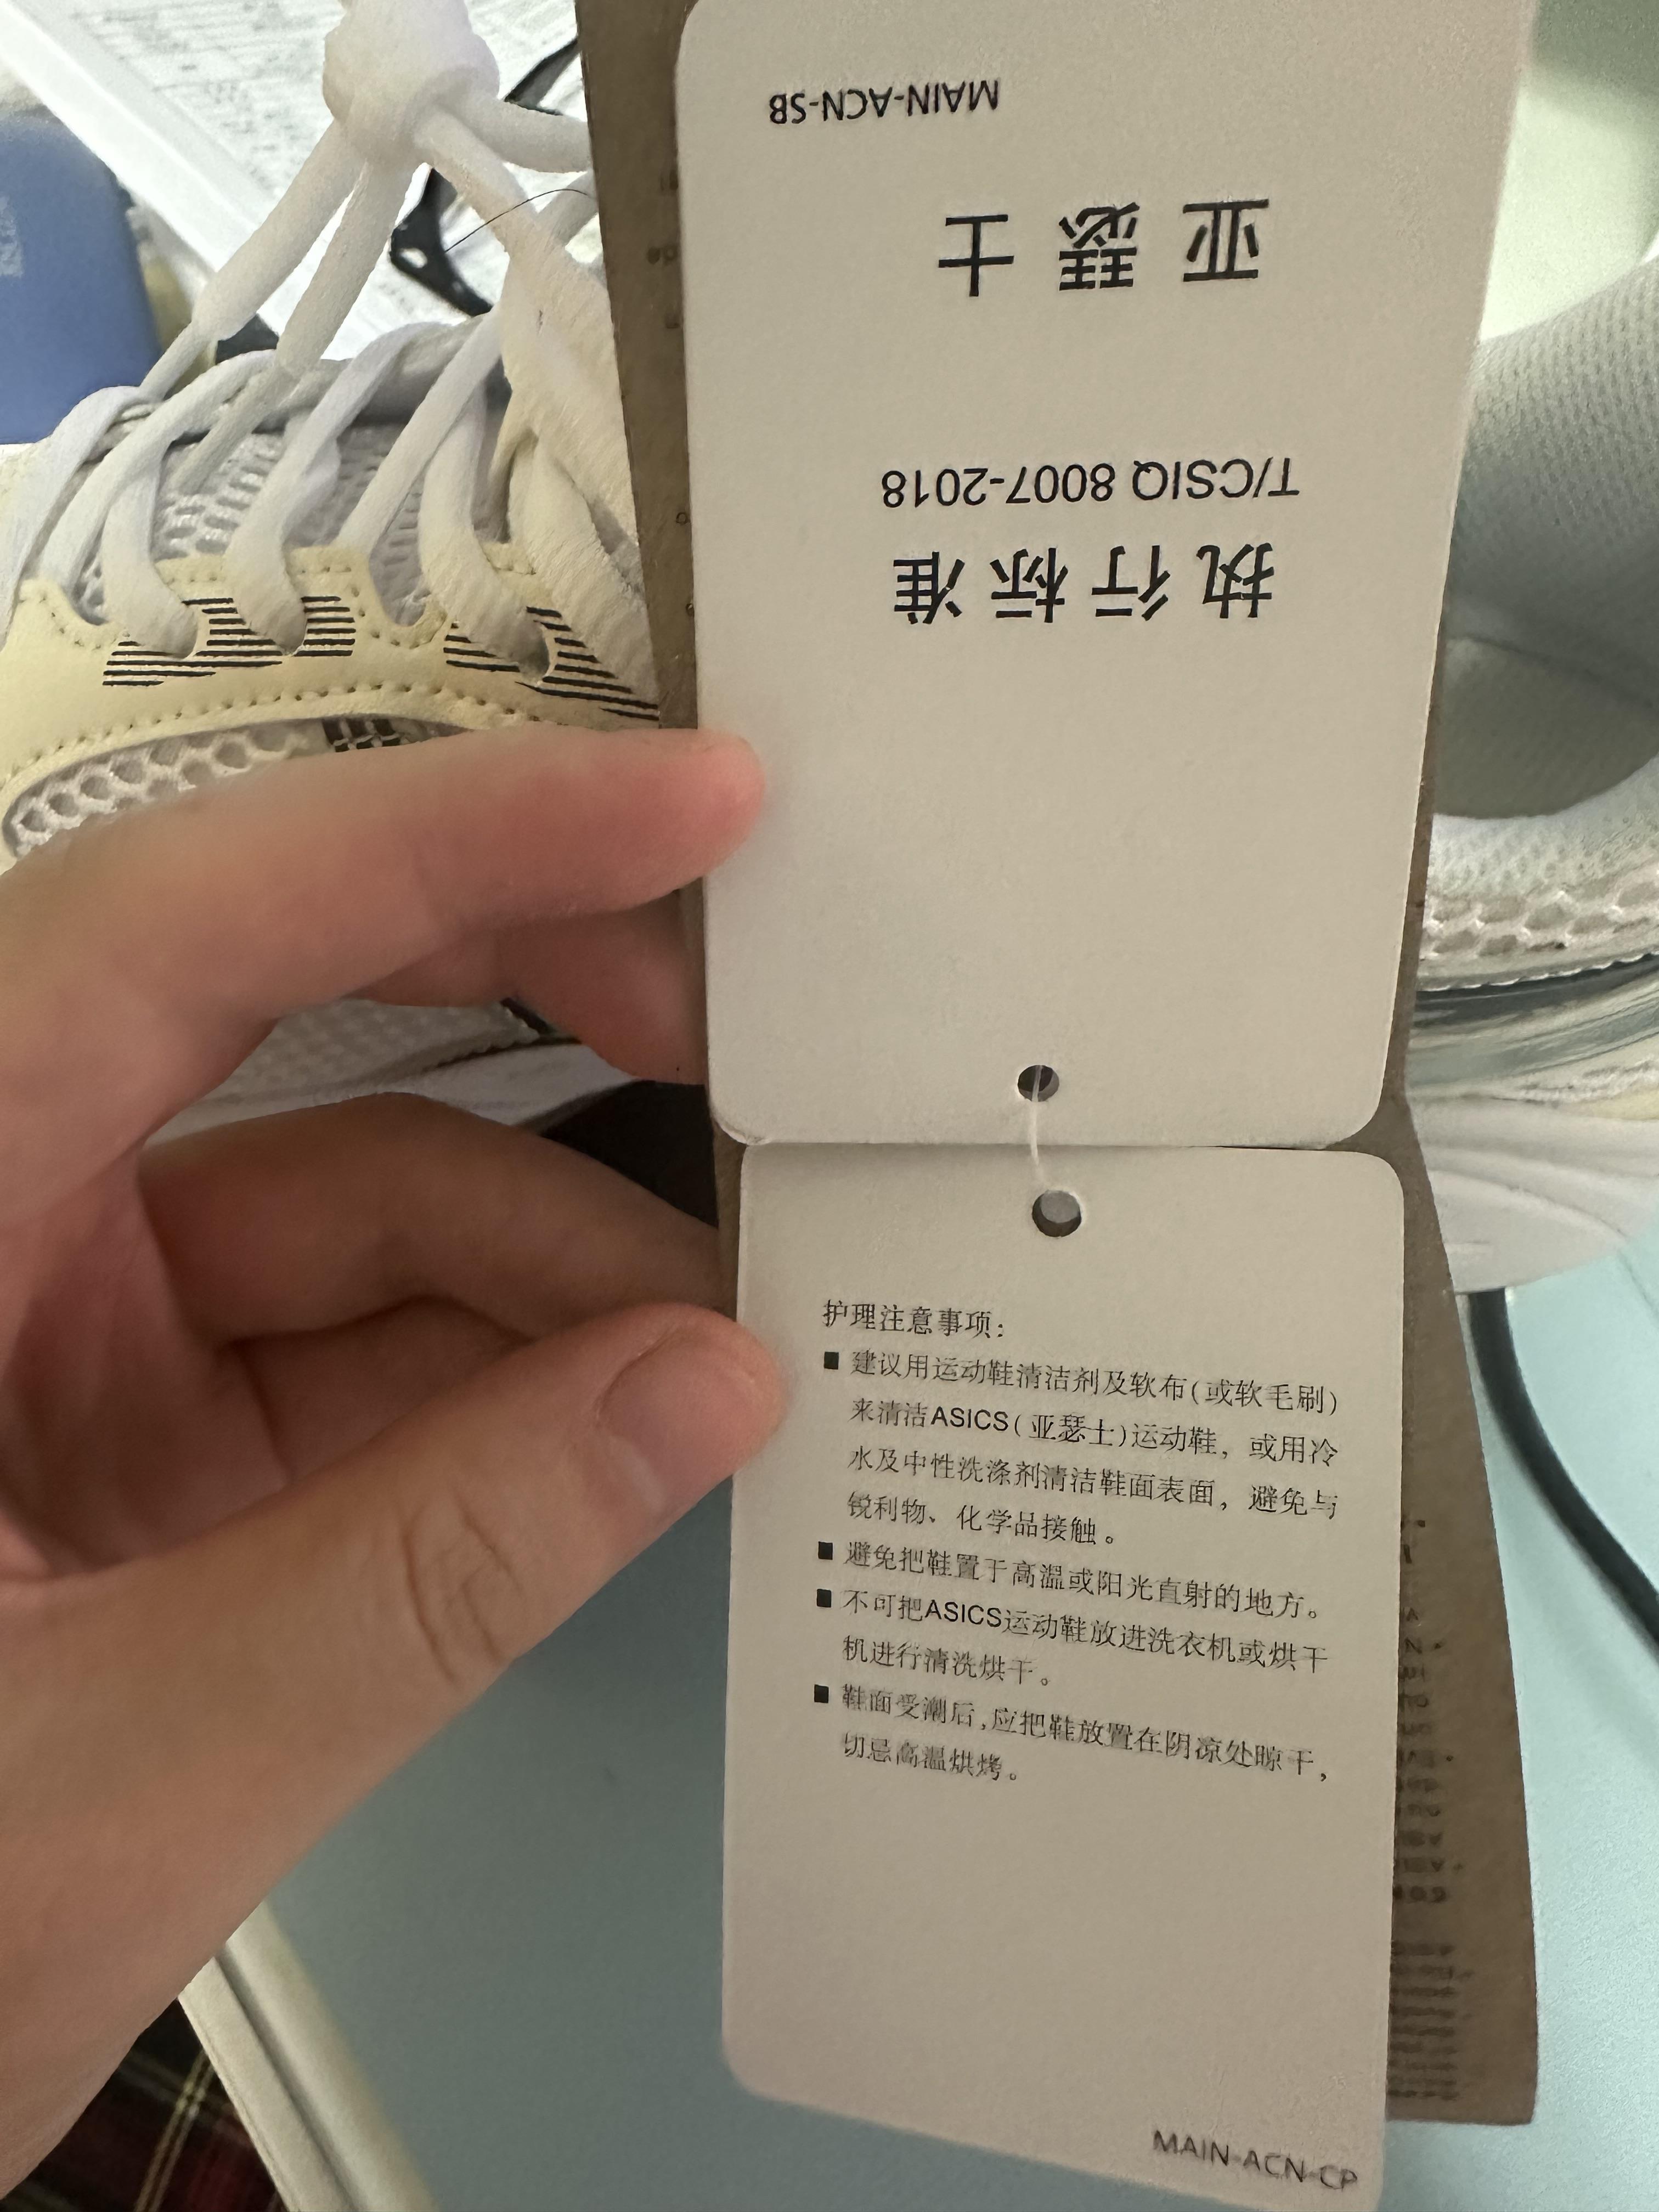 MAIN-ACN-SB
亚瑟士
T/CSIQ 8007-2018
执行标准
护理注意事项:
■ 建议用运动鞋清洁剂及软布(或软毛刷)
来清洁ASICS(亚瑟士)运动鞋，或用冷
水及中性洗涤剂清洁鞋面表面，避免与
锐利物、化学品接触。
■ 避免把鞋置于高温或阳光直射的地方。
■ 不可把ASICS运动鞋放进洗衣机或烘干
机进行清洗烘干。
■ 鞋面受潮后,应把鞋放置在阴凉处晾干,
切忌高温烘烤。
MAIN-ACN-CP